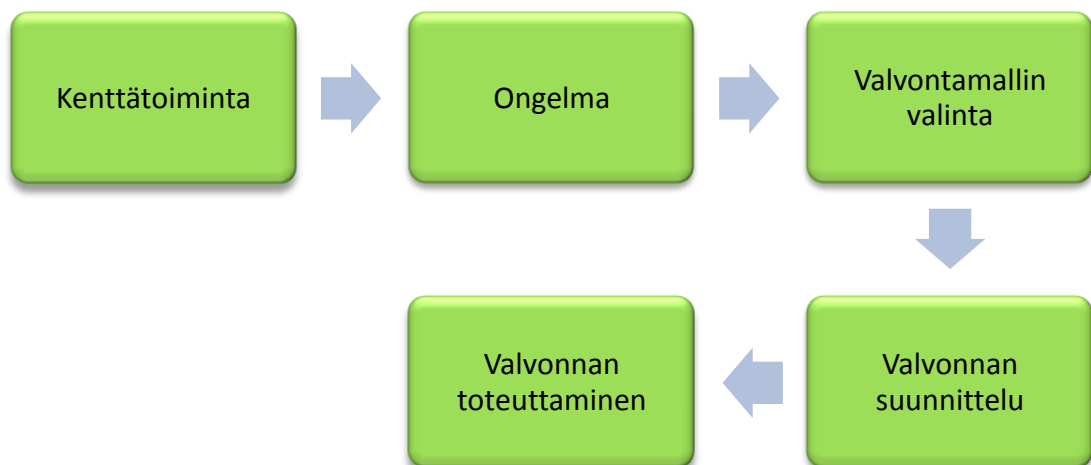 Kenttätoiminta
Ongelma
Valvontamallin
valinta
Valvonnan
suunnittelu
Valvonnan
toteuttaminen